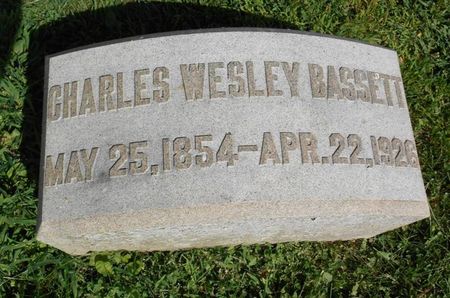 CHARLES WESLEY BASSETT
MAY 25, 1854-APR. 22, 1926